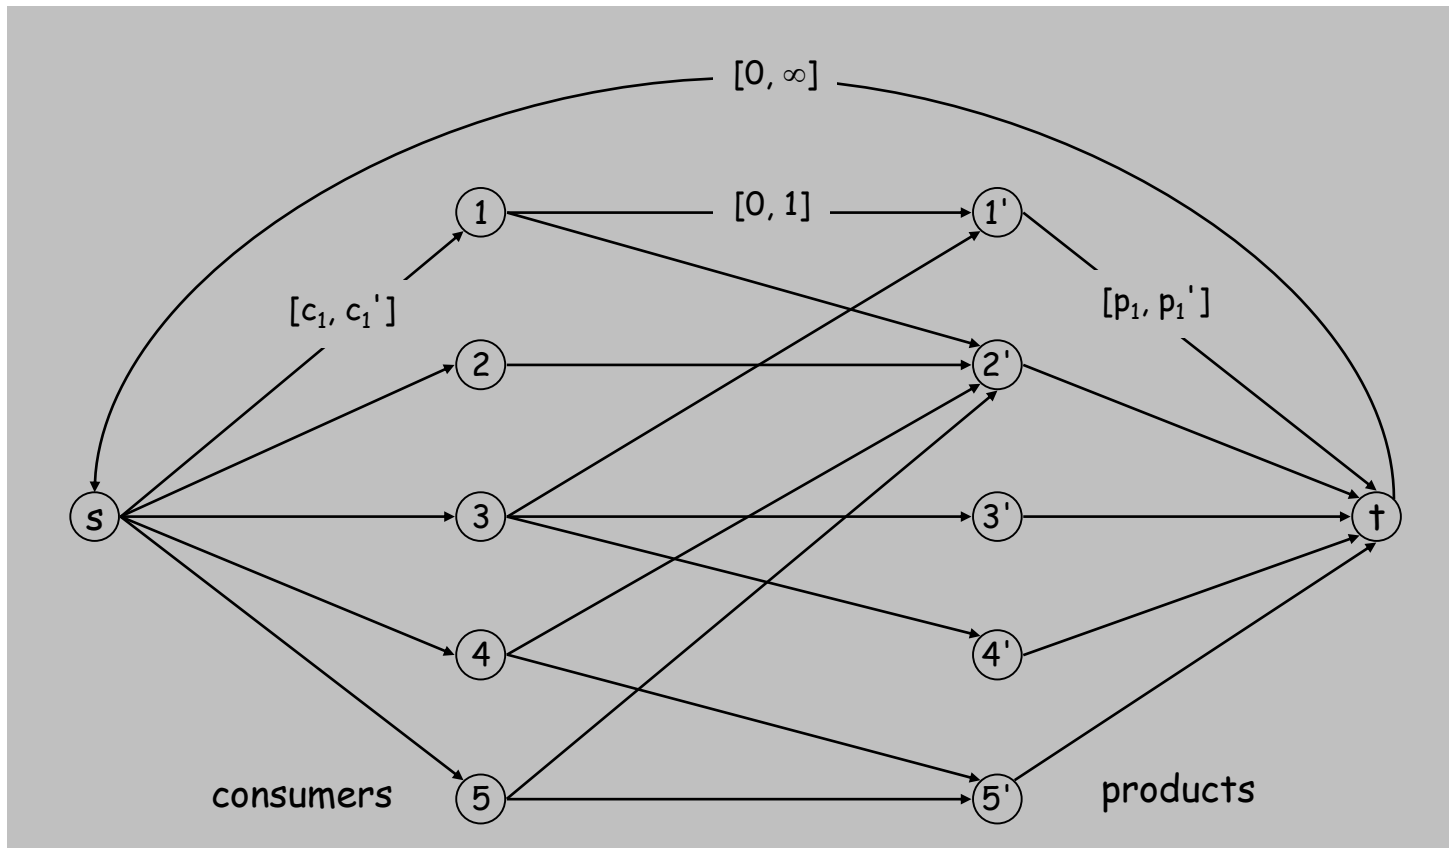 [0, ∞]
1
[0, 1]
1'
[c₁, c₁']
[p₁, p₁']
2
2'
s
3
3'
t
4
4'
consumers
5
5'
products